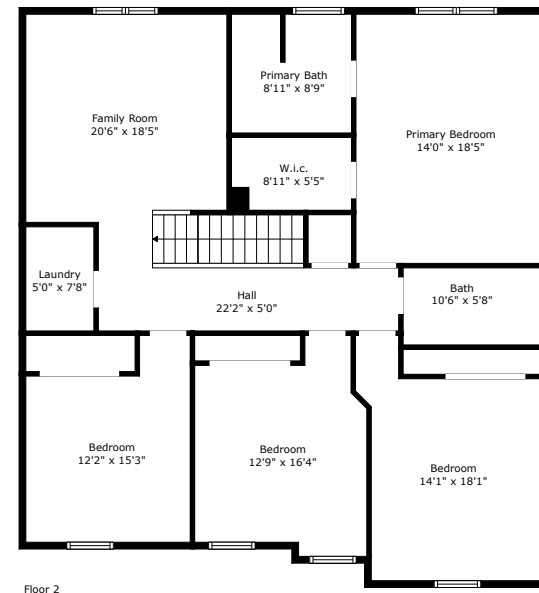 Primary Bath
8'11" x 8'9"
Family Room
20'6" x 18'5"
Primary Bedroom
14'0" x 18'5"
W.i.c.
8'11" x 5'5"
Laundry
5'0" x 7'8"
Hall
22'2" x 5'0"
Bath
10'6" x 5'8"
Bedroom
12'2" x 15'3"
Bedroom
12'9" x 16'4"
Bedroom
14'1" x 18'1"
Floor 2